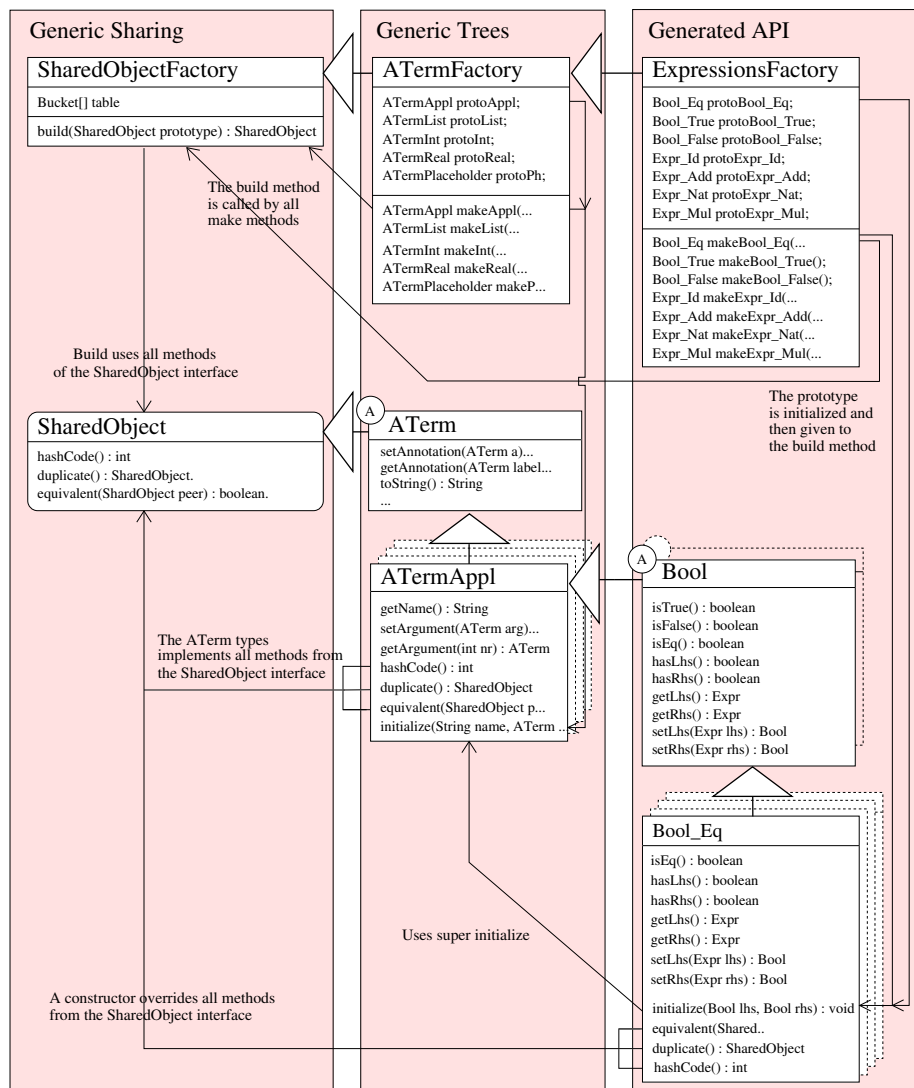 Generic Sharing
SharedObjectFactory
Bucket[] table
build(SharedObject prototype) : SharedObject
The build method
is called by all
make methods
Build uses all methods
of the SharedObject interface
SharedObject
hashCode() : int
duplicate() : SharedObject.
equivalent(ShardObject peer) : boolean.
The ATerm types
implements all methods from
the SharedObject interface
A constructor overrides all methods
from the SharedObject interface
Generic Trees
ATermFactory
ATermAppl protoAppl;
ATermList protoList;
ATermInt protoInt;
ATermReal protoReal;
ATermPlaceholder protoPh;
ATermAppl makeAppl(...
ATermList makeList(...
ATermInt makeInt(...
ATermReal makeReal(...
ATermPlaceholder makeP...
A
ATerm
setAnnotation(ATerm a)...
getAnnotation(ATerm label...
toString() : String
...
ATermAppl
getName() : String
setArgument(ATerm arg)...
getArgument(int nr) : ATerm
hashCode() : int
duplicate() : SharedObject
equivalent(SharedObject p...
initialize(String name, ATerm ...
Uses super initialize
Generated API
ExpressionsFactory
Bool_Eq protoBool_Eq;
Bool_True protoBool_True;
Bool_False protoBool_False;
Expr_Id protoExpr_Id;
Expr_Add protoExpr_Add;
Expr_Nat protoExpr_Nat;
Expr_Mul protoExpr_Mul;
Bool_Eq makeBool_Eq(...
Bool_True makeBool_True();
Bool_False makeBool_False();
Expr_Id makeExpr_Id(...
Expr_Add makeExpr_Add(...
Expr_Nat makeExpr_Nat(...
Expr_Mul makeExpr_Mul(...
The prototype
is initialized and
then given to
the build method
A
Bool
isTrue() : boolean
isFalse() : boolean
isEq() : boolean
hasLhs() : boolean
hasRhs() : boolean
getLhs() : Expr
getRhs() : Expr
setLhs(Expr lhs) : Bool
setRhs(Expr rhs) : Bool
Bool_Eq
isEq() : boolean
hasLhs() : boolean
hasRhs() : boolean
getLhs() : Expr
getRhs() : Expr
setLhs(Expr lhs) : Bool
setRhs(Expr rhs) : Bool
initialize(Bool lhs, Bool rhs) : void
equivalent(Shared..
duplicate() : SharedObject
hashCode() : int